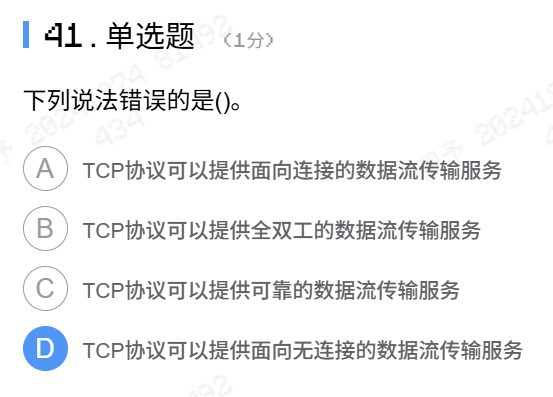 41.单选题 (1分)
下列说法错误的是()。
A TCP协议可以提供面向连接的数据流传输服务
B TCP协议可以提供全双工的数据流传输服务
C TCP协议可以提供可靠的数据流传输服务
D TCP协议可以提供面向无连接的数据流传输服务